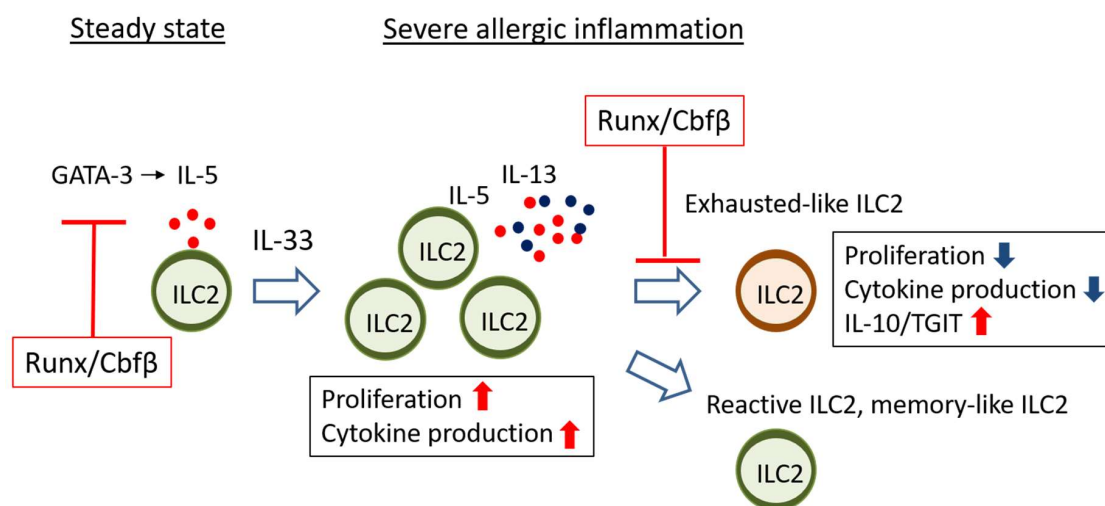 Steady state
Severe allergic inflammation
Runx/Cbfβ
GATA-3 → IL-5
IL-5
IL-13
Exhausted-like ILC2
IL-33
ILC2
ILC2
ILC2
ILC2
ILC2
Proliferation
Cytokine production
IL-10/TGIT
Runx/Cbfβ
Proliferation
Cytokine production
Reactive ILC2, memory-like ILC2
ILC2